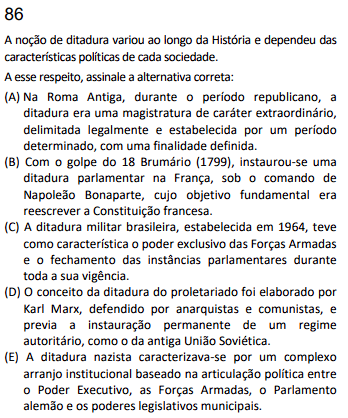 86
A noção de ditadura variou ao longo da História e dependeu das
características políticas de cada sociedade.
A esse respeito, assinale a alternativa correta:
(A) Na Roma Antiga, durante o período republicano, a
ditadura era uma magistratura de caráter extraordinário,
delimitada legalmente e estabelecida por um período
determinado, com uma finalidade definida.
(B) Com o golpe do 18 Brumário (1799), instaurou-se uma
ditadura parlamentar na França, sob o comando de
Napoleão Bonaparte, cujo objetivo fundamental era
reescrever a Constituição francesa.
(C) A ditadura militar brasileira, estabelecida em 1964, teve
como característica o poder exclusivo das Forças Armadas
e o fechamento das instâncias parlamentares durante
toda a sua vigência.
(D) O conceito da ditadura do proletariado foi elaborado por
Karl Marx, defendido por anarquistas e comunistas, e
previa a instauração permanente de um regime
autoritário, como o da antiga União Soviética.
(E) A ditadura nazista caracterizava-se por um complexo
arranjo institucional baseado na articulação política entre
o Poder Executivo, as Forças Armadas, o Parlamento
alemão e os poderes legislativos municipais.